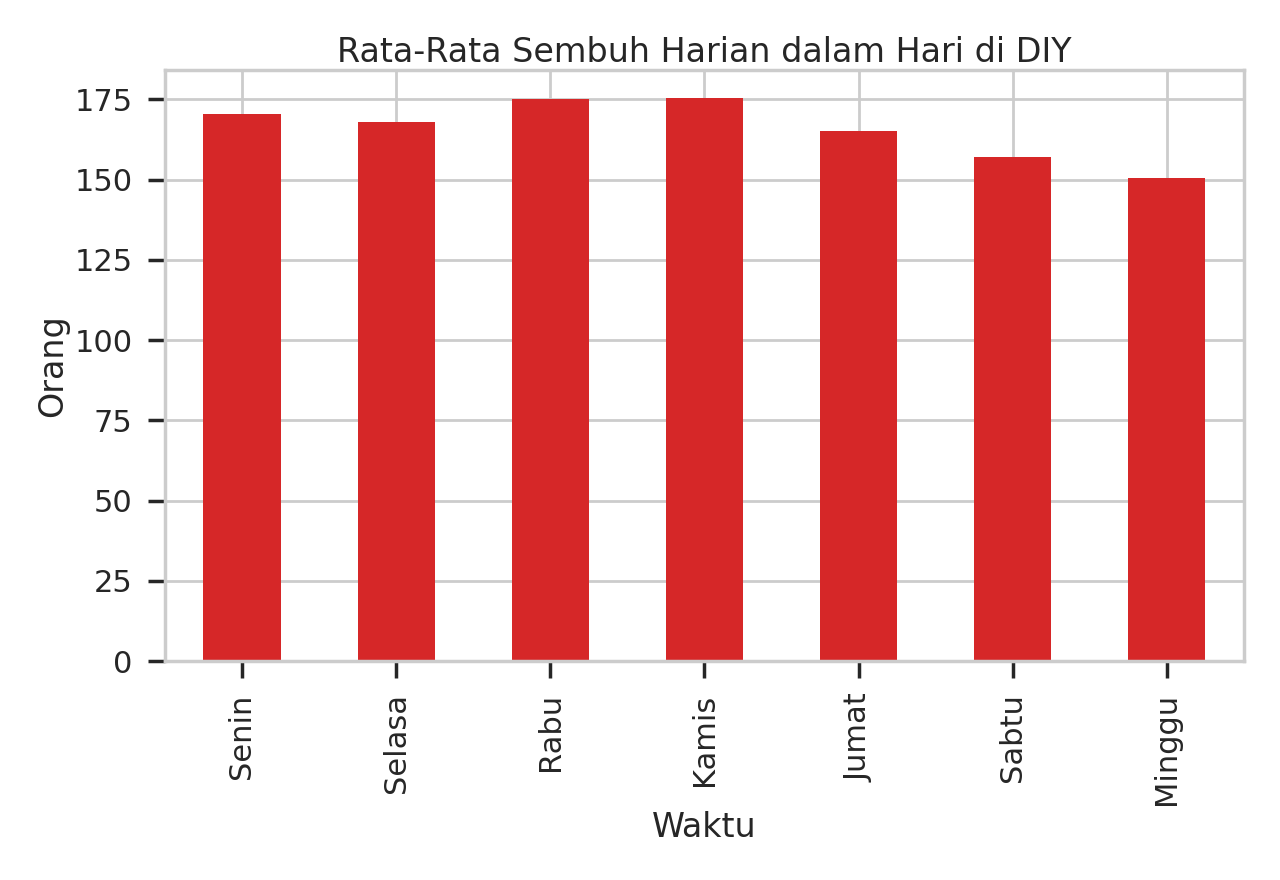 Rata-Rata Sembuh Harian dalam Hari di DIY
Orang
175
150
125
100
75
50
25
0
Senin
Selasa
Rabu
Kamis
Jumat
Sabtu
Minggu
Waktu